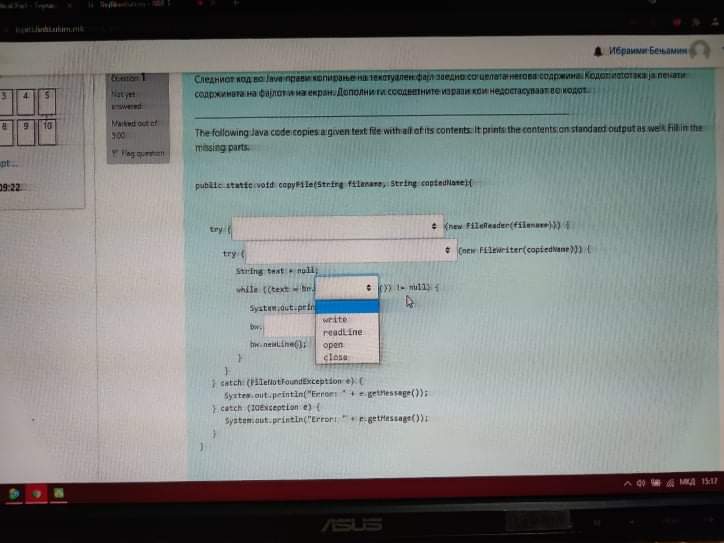 Ибраими Бењамин
Question 1
Not yet
answered
Marked out of
3.00
Flag question
3 4 5
8 9 10
09:22
Следниот код во Java прави копирање на текстуален фајл заедно со целата негова содржина. Кодот истотака ја печати
содржината на фајлот и на екран. Дополни ги соодветните изрази кои недостасуваат во кодот.
The following Java code copies a given text file with all of its contents. It prints the contents on standard output as well. Fill in the
missing parts.
public static void copyFile(String filename, String copiedName){
try ( (new FileReader(filename))) {
try ( (new FileWriter(copiedName))) {
String text = null;
while ((text = br. ()) != null) {
System.out.prin
write
bw.
readLine
open
bw.newLine();
close
}
}
} catch (FileNotFoundException e) {
System.out.println("Error: " + e.getMessage());
} catch (IOException e) {
System.out.println("Error: " + e.getMessage());
}
}
МКД 15:17
ASUS